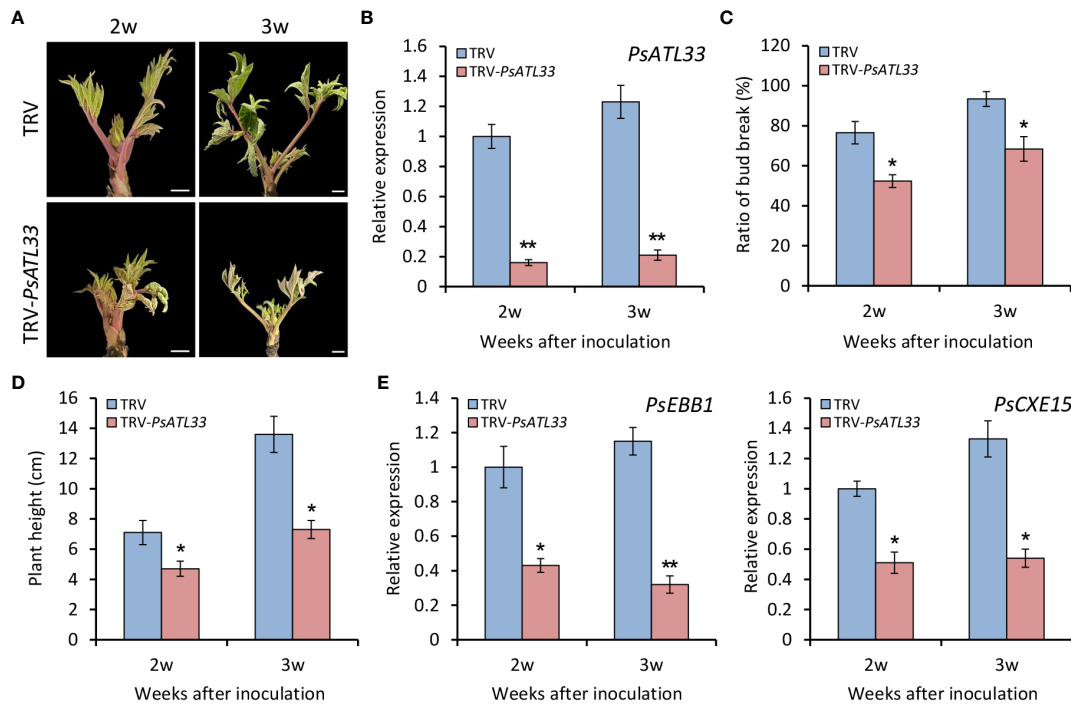 A
2w
3w
TRV
TRV-PsATL33
B
1.6
1.4
1.2
1
0.8
0.6
0.4
0.2
0
Relative expression
TRV
TRV-PsATL33
PsATL33
**
**
2w
3w
Weeks after inoculation
C
120
100
80
60
40
20
0
Ratio of bud break (%)
TRV
TRV-PsATL33
*
*
2w
3w
Weeks after inoculation
D
16
14
12
10
8
6
4
2
0
Plant height (cm)
TRV
TRV-PsATL33
*
*
2w
3w
Weeks after inoculation
E
1.4
1.2
1
0.8
0.6
0.4
0.2
0
Relative expression
TRV
TRV-PsATL33
PsEBB1
*
**
2w
3w
Weeks after inoculation
1.6
1.4
1.2
1
0.8
0.6
0.4
0.2
0
Relative expression
TRV
TRV-PsATL33
PsCXE15
*
*
2w
3w
Weeks after inoculation